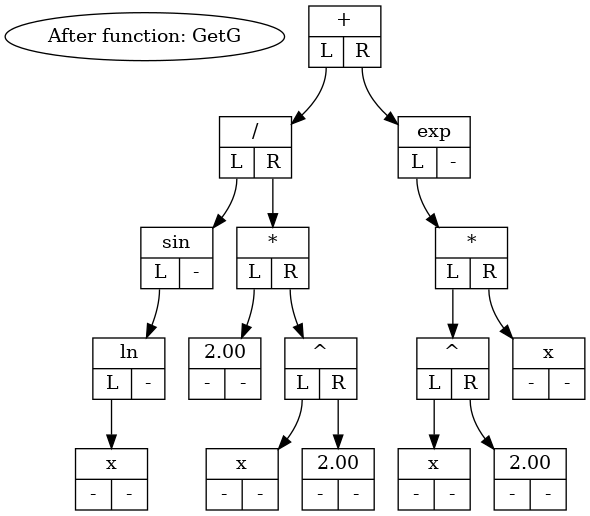 After function: GetG
+
L R
/
L R
exp
L -
sin
L -
*
L R
*
L R
ln
L -
2.00
- -
^
L R
^
L R
x
- -
x
- -
x
- -
2.00
- -
x
- -
2.00
- -